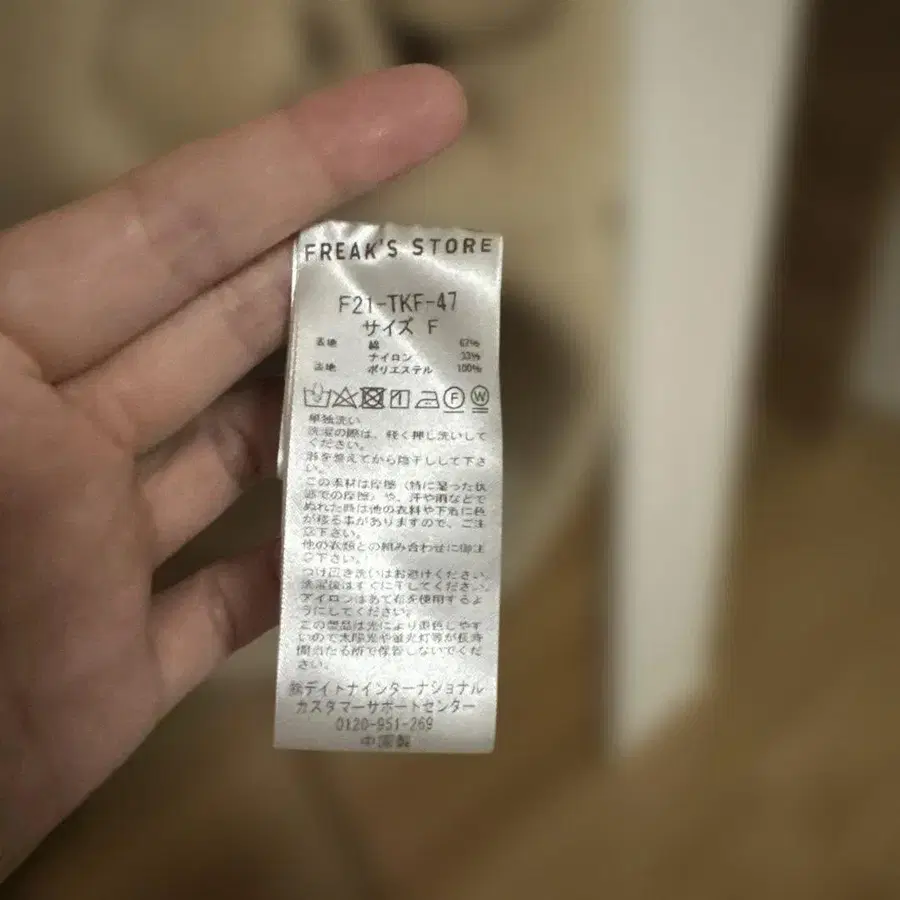 FREAK'S STORE
F21-TKF-47
サイズ F
表地 綿 67%
ナイロン 33%
法地 ポリエステル 100%
F W
単独洗い
洗濯の際は、軽く押し洗いして
ください。
形を整えてから陰干しして下さ
い。
この素材は摩擦(特に湿った状
態での摩擦)や、汗や雨などで
ぬれた時は他の衣料や下着に色
が移る事がありますので、ご注
意下さい。
他の衣類との組み合わせに御注
意下さい。
つけ置き洗いはお避けください。
洗濯後はすぐに干してください。
アイロンはあて布を使用するよ
うにしてください。
この製品は光により変色しやす
いので太陽光や蛍光灯等が長時
間当たる所で保管しないでくだ
さい。
㈱デイトナインターナショナル
カスタマーサポートセンター
0120-951-269
中国製